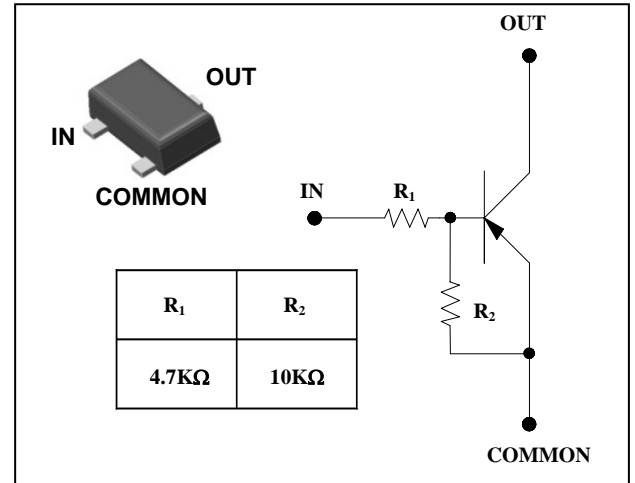 OUT
OUT
IN
COMMON
IN
R₁
R₁ R₂
R₂
4.7KΩ 10KΩ
COMMON